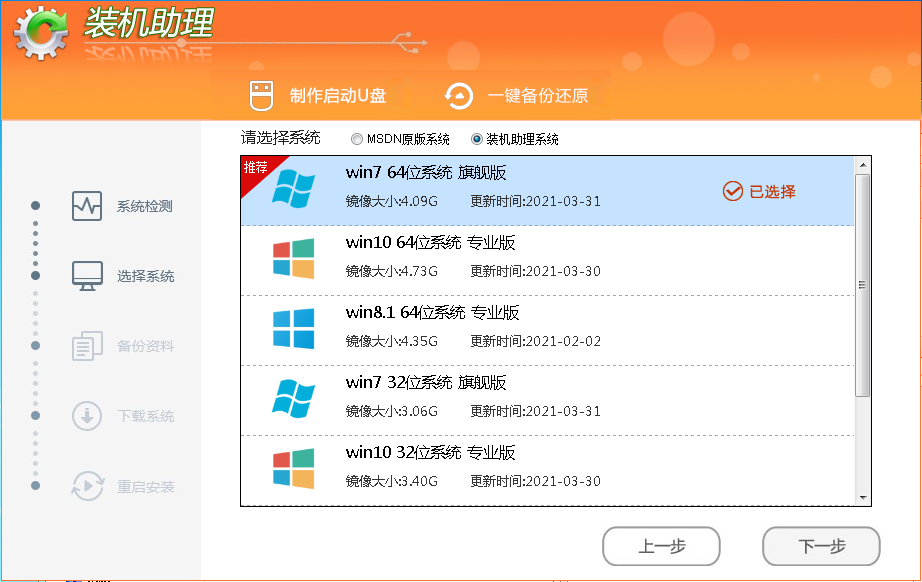 装机助理
制作启动U盘 一键备份还原
请选择系统 MSDN原版系统 装机助理系统
推荐
win7 64位系统 旗舰版
镜像大小:4.09G 更新时间:2021-03-31
已选择
系统检测
win10 64位系统 专业版
镜像大小:4.73G 更新时间:2021-03-30
选择系统
win8.1 64位系统 专业版
镜像大小:4.35G 更新时间:2021-02-02
备份资料
win7 32位系统 旗舰版
镜像大小:3.06G 更新时间:2021-03-31
下载系统
win10 32位系统 专业版
镜像大小:3.40G 更新时间:2021-03-30
重启安装
上一步 下一步